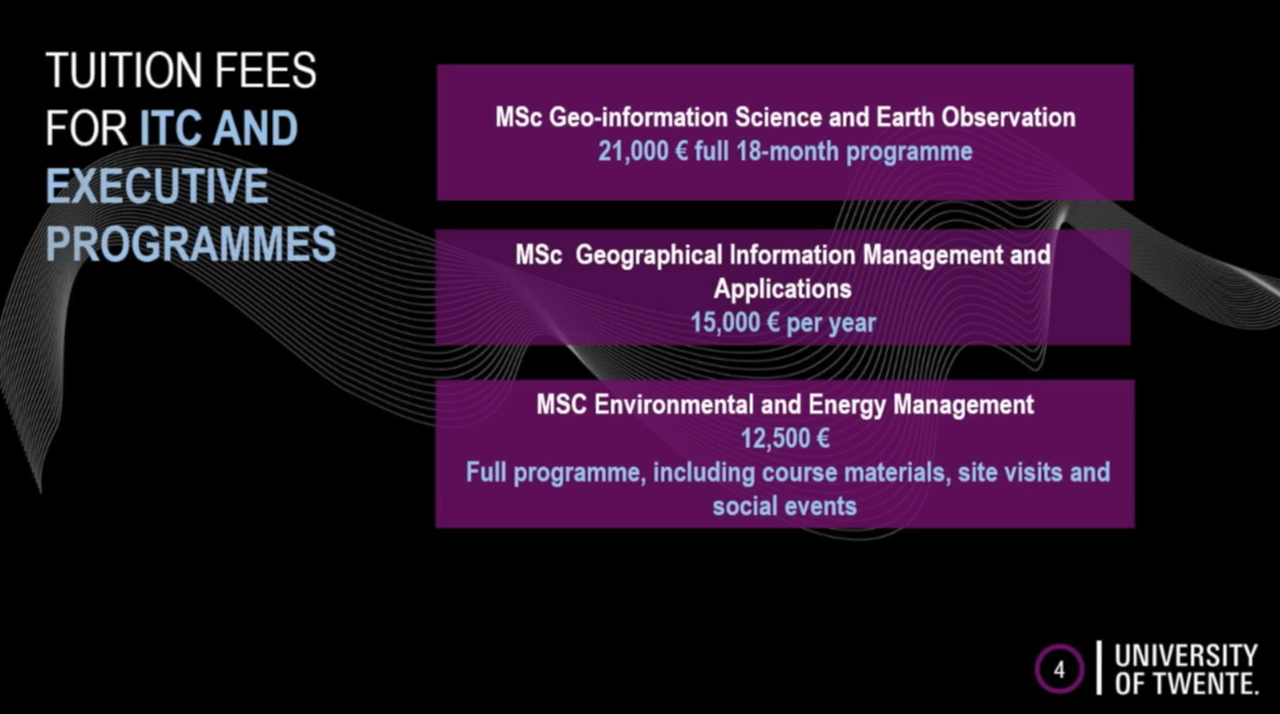 TUITION FEES
FOR ITC AND
EXECUTIVE
PROGRAMMES
MSc Geo-information Science and Earth Observation
21,000 € full 18-month programme
MSc  Geographical Information Management and
Applications
15,000 € per year
MSC Environmental and Energy Management
12,500 €
Full programme, including course materials, site visits and
social events
4
UNIVERSITY
OF TWENTE.